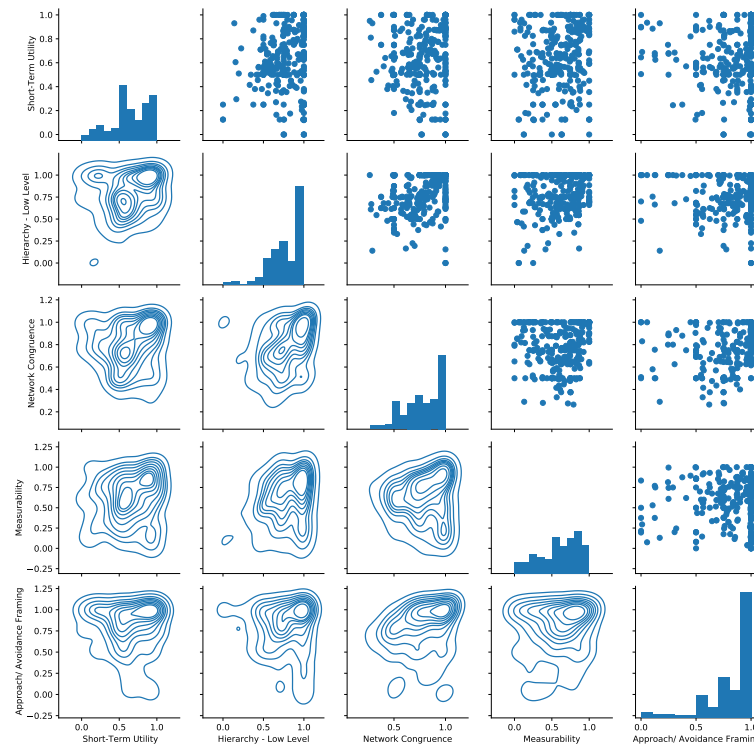 1.0
0.8
0.6
0.4
0.2
0.0
Short-Term Utility
1.00
0.75
0.50
0.25
0.00
Hierarchy - Low Level
1.2
1.0
0.8
0.6
0.4
0.2
Network Congruence
1.25
1.00
0.75
0.50
0.25
0.00
−0.25
Measurability
1.25
1.00
0.75
0.50
0.25
0.00
−0.25
Approach/ Avoidance Framing
0.0 0.5 1.0
0.0 0.5 1.0
0.5 1.0
0.0 0.5 1.0
0.0 0.5 1.0
Short-Term Utility
Hierarchy - Low Level
Network Congruence
Measurability
Approach/ Avoidance Framin